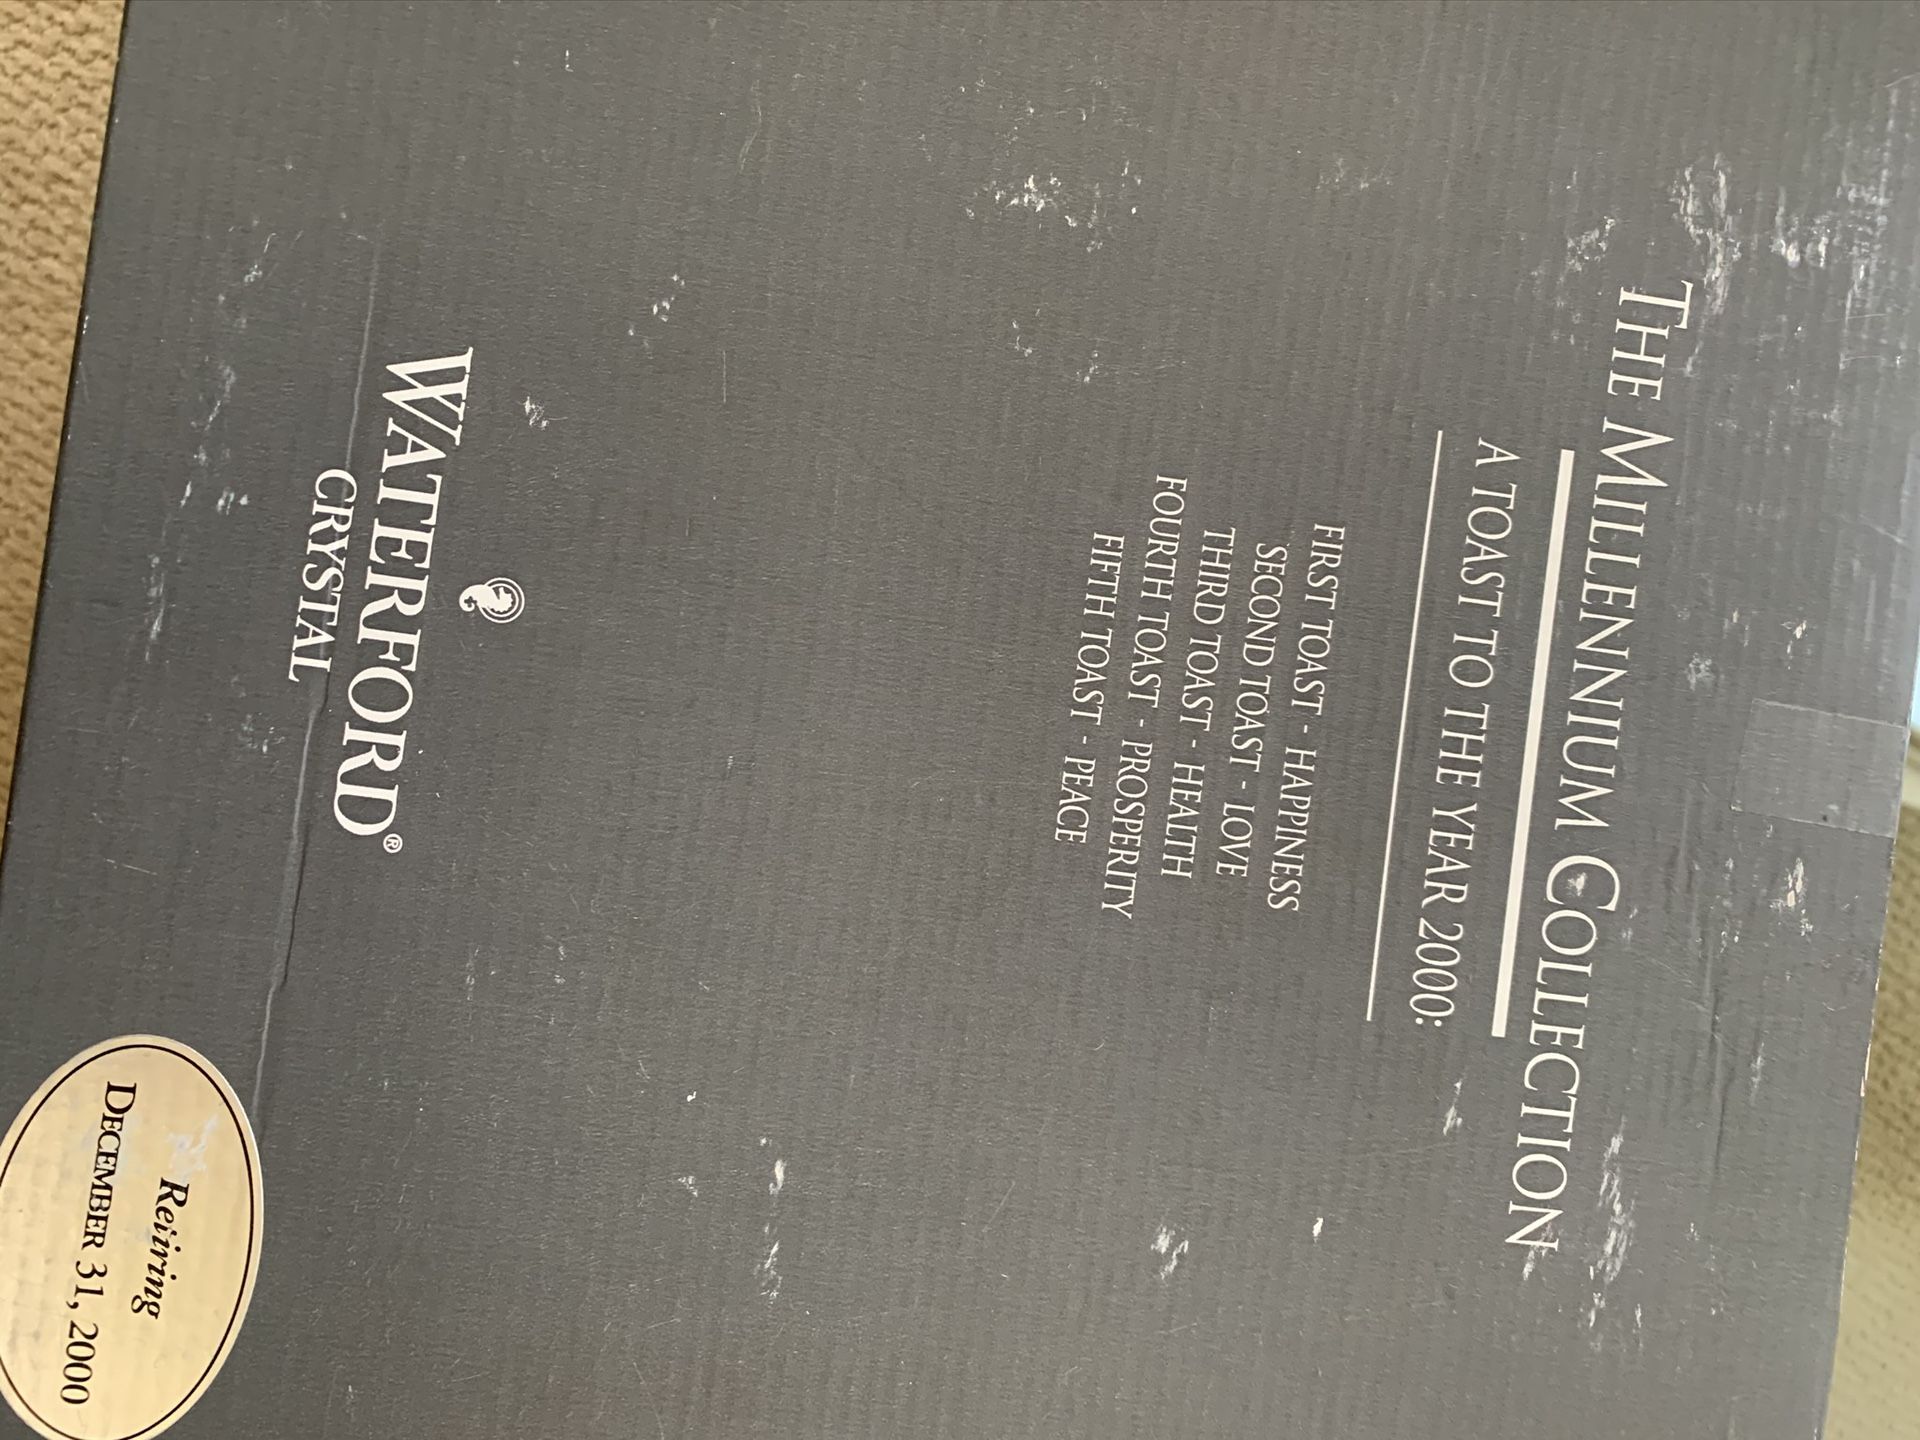 THE MILLENNIUM COLLECTION
A TOAST TO THE YEAR 2000:
FIRST TOAST - HAPPINESS
SECOND TOAST - LOVE
THIRD TOAST - HEALTH
FOURTH TOAST - PROSPERITY
FIFTH TOAST - PEACE
WATERFORD®
CRYSTAL
Retiring
DECEMBER 31, 2000